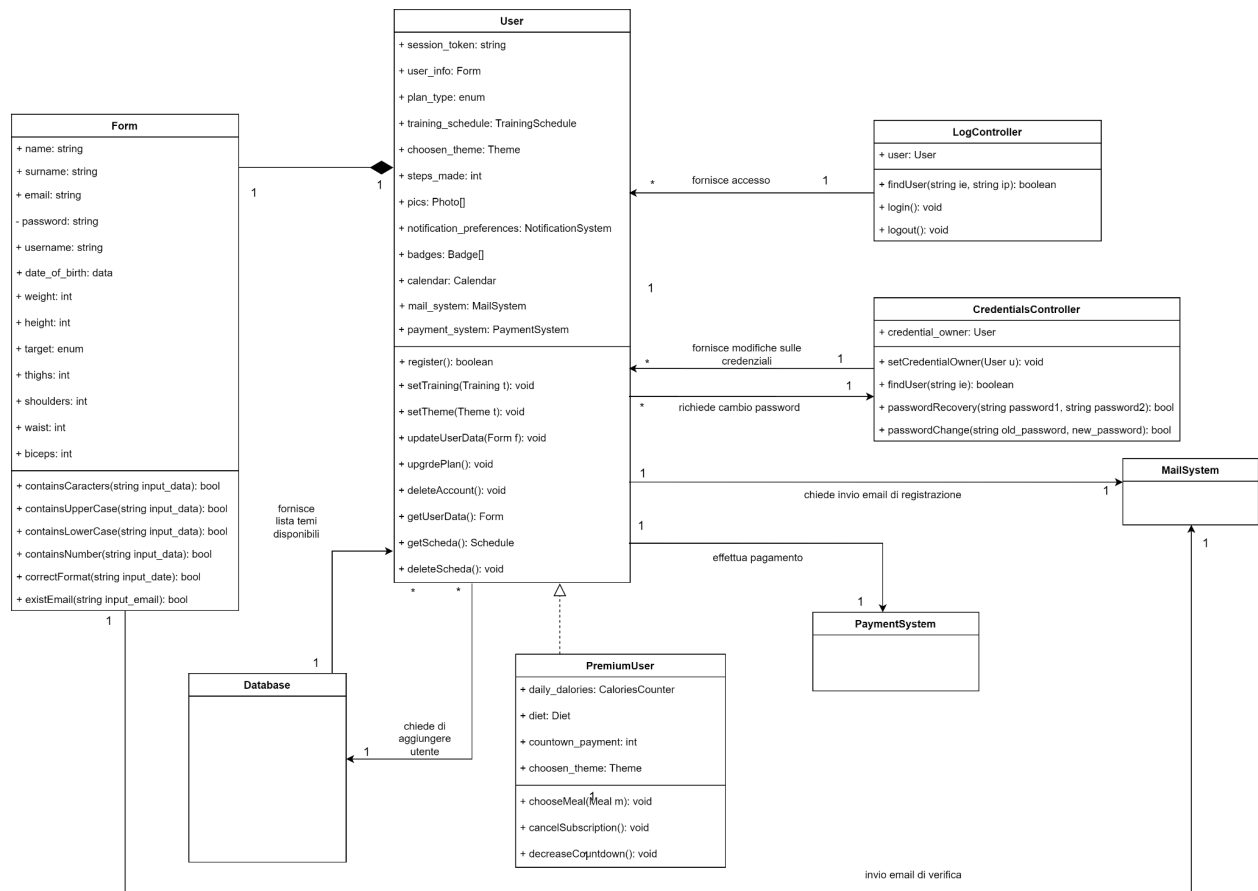 User
+ session_token: string
+ user_info: Form
+ plan_type: enum
+ training_schedule: TrainingSchedule
+ choosen_theme: Theme
+ steps_made: int
+ pics: Photo[]
+ notification_preferences: NotificationSystem
+ badges: Badge[]
+ calendar: Calendar
+ mail_system: MailSystem
+ payment_system: PaymentSystem
+ register(): boolean
+ setTraining(Training t): void
+ setTheme(Theme t): void
+ updateUserData(Form f): void
+ upgrdePlan(): void
+ deleteAccount(): void
+ getUserData(): Form
+ getScheda(): Schedule
+ deleteScheda(): void
Form
+ name: string
+ surname: string
+ email: string
- password: string
+ username: string
+ date_of_birth: data
+ weight: int
+ height: int
+ target: enum
+ thighs: int
+ shoulders: int
+ waist: int
+ biceps: int
+ containsCaracters(string input_data): bool
+ containsUpperCase(string input_data): bool
+ containsLowerCase(string input_data): bool
+ containsNumber(string input_data): bool
+ correctFormat(string input_date): bool
+ existEmail(string input_email): bool
1
1
1
LogController
+ user: User
+ findUser(string ie, string ip): boolean
+ login(): void
+ logout(): void
*
fornisce accesso
1
1
CredentialsController
+ credential_owner: User
+ setCredentialOwner(User u): void
+ findUser(string ie): boolean
+ passwordRecovery(string password1, string password2): bool
+ passwordChange(string old_password, new_password): bool
fornisce modifiche sulle
credenziali
*
1
*
richiede cambio password
1
MailSystem
1
chiede invio email di registrazione
1
1
1
effettua pagamento
1
PaymentSystem
fornisce
lista temi
disponibili
*
*
1
Database
chiede di
aggiungere
utente
1
PremiumUser
+ daily_dalories: CaloriesCounter
+ diet: Diet
+ countown_payment: int
+ choosen_theme: Theme
1
+ chooseMeal(Meal m): void
+ cancelSubscription(): void
+ decreaseCountdown(): void
invio email di verifica